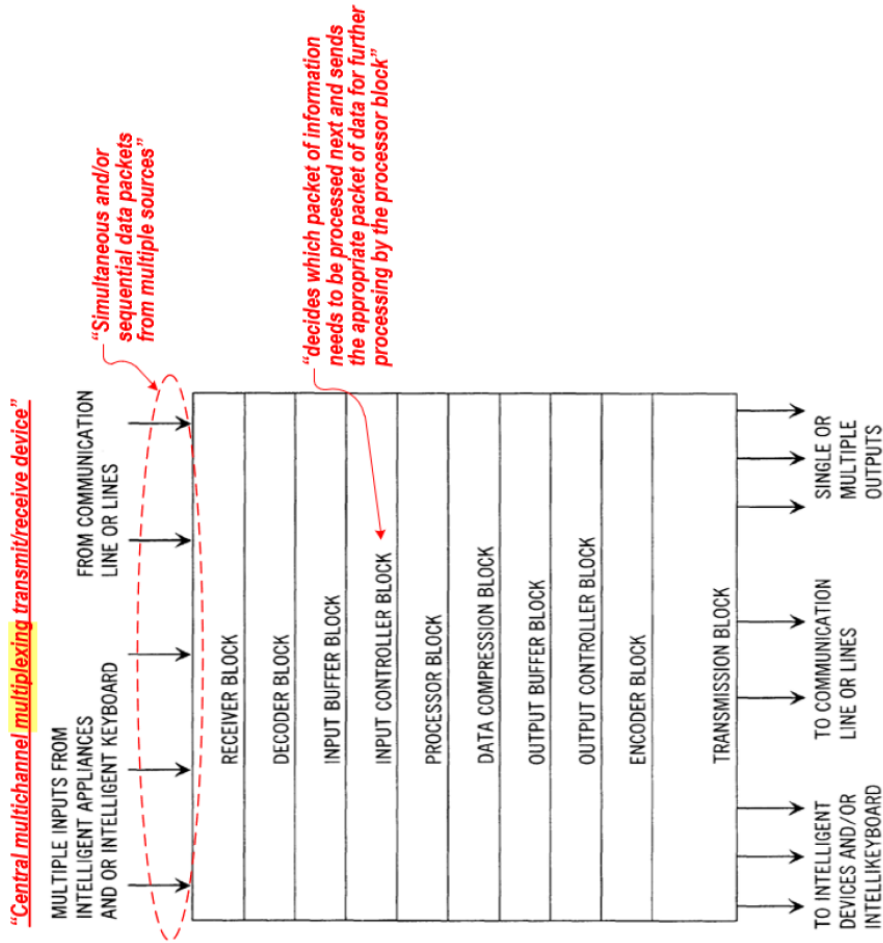 "Central multichannel multiplexing transmit/receive device"
MULTIPLE INPUTS FROM
INTELLIGENT APPLIANCES
AND OR INTELLIGENT KEYBOARD
FROM COMMUNICATION
LINE OR LINES
"Simultaneous and/or
sequential data packets
from multiple sources"
RECEIVER BLOCK
DECODER BLOCK
INPUT BUFFER BLOCK
INPUT CONTROLLER BLOCK
"decides which packet of information
needs to be processed next and sends
the appropriate packet of data for further
processing by the processor block"
PROCESSOR BLOCK
DATA COMPRESSION BLOCK
OUTPUT BUFFER BLOCK
OUTPUT CONTROLLER BLOCK
ENCODER BLOCK
TRANSMISSION BLOCK
TO INTELLIGENT
DEVICES AND/OR
INTELLIKEYBOARD
TO COMMUNICATION
LINE OR LINES
SINGLE OR
MULTIPLE
OUTPUTS